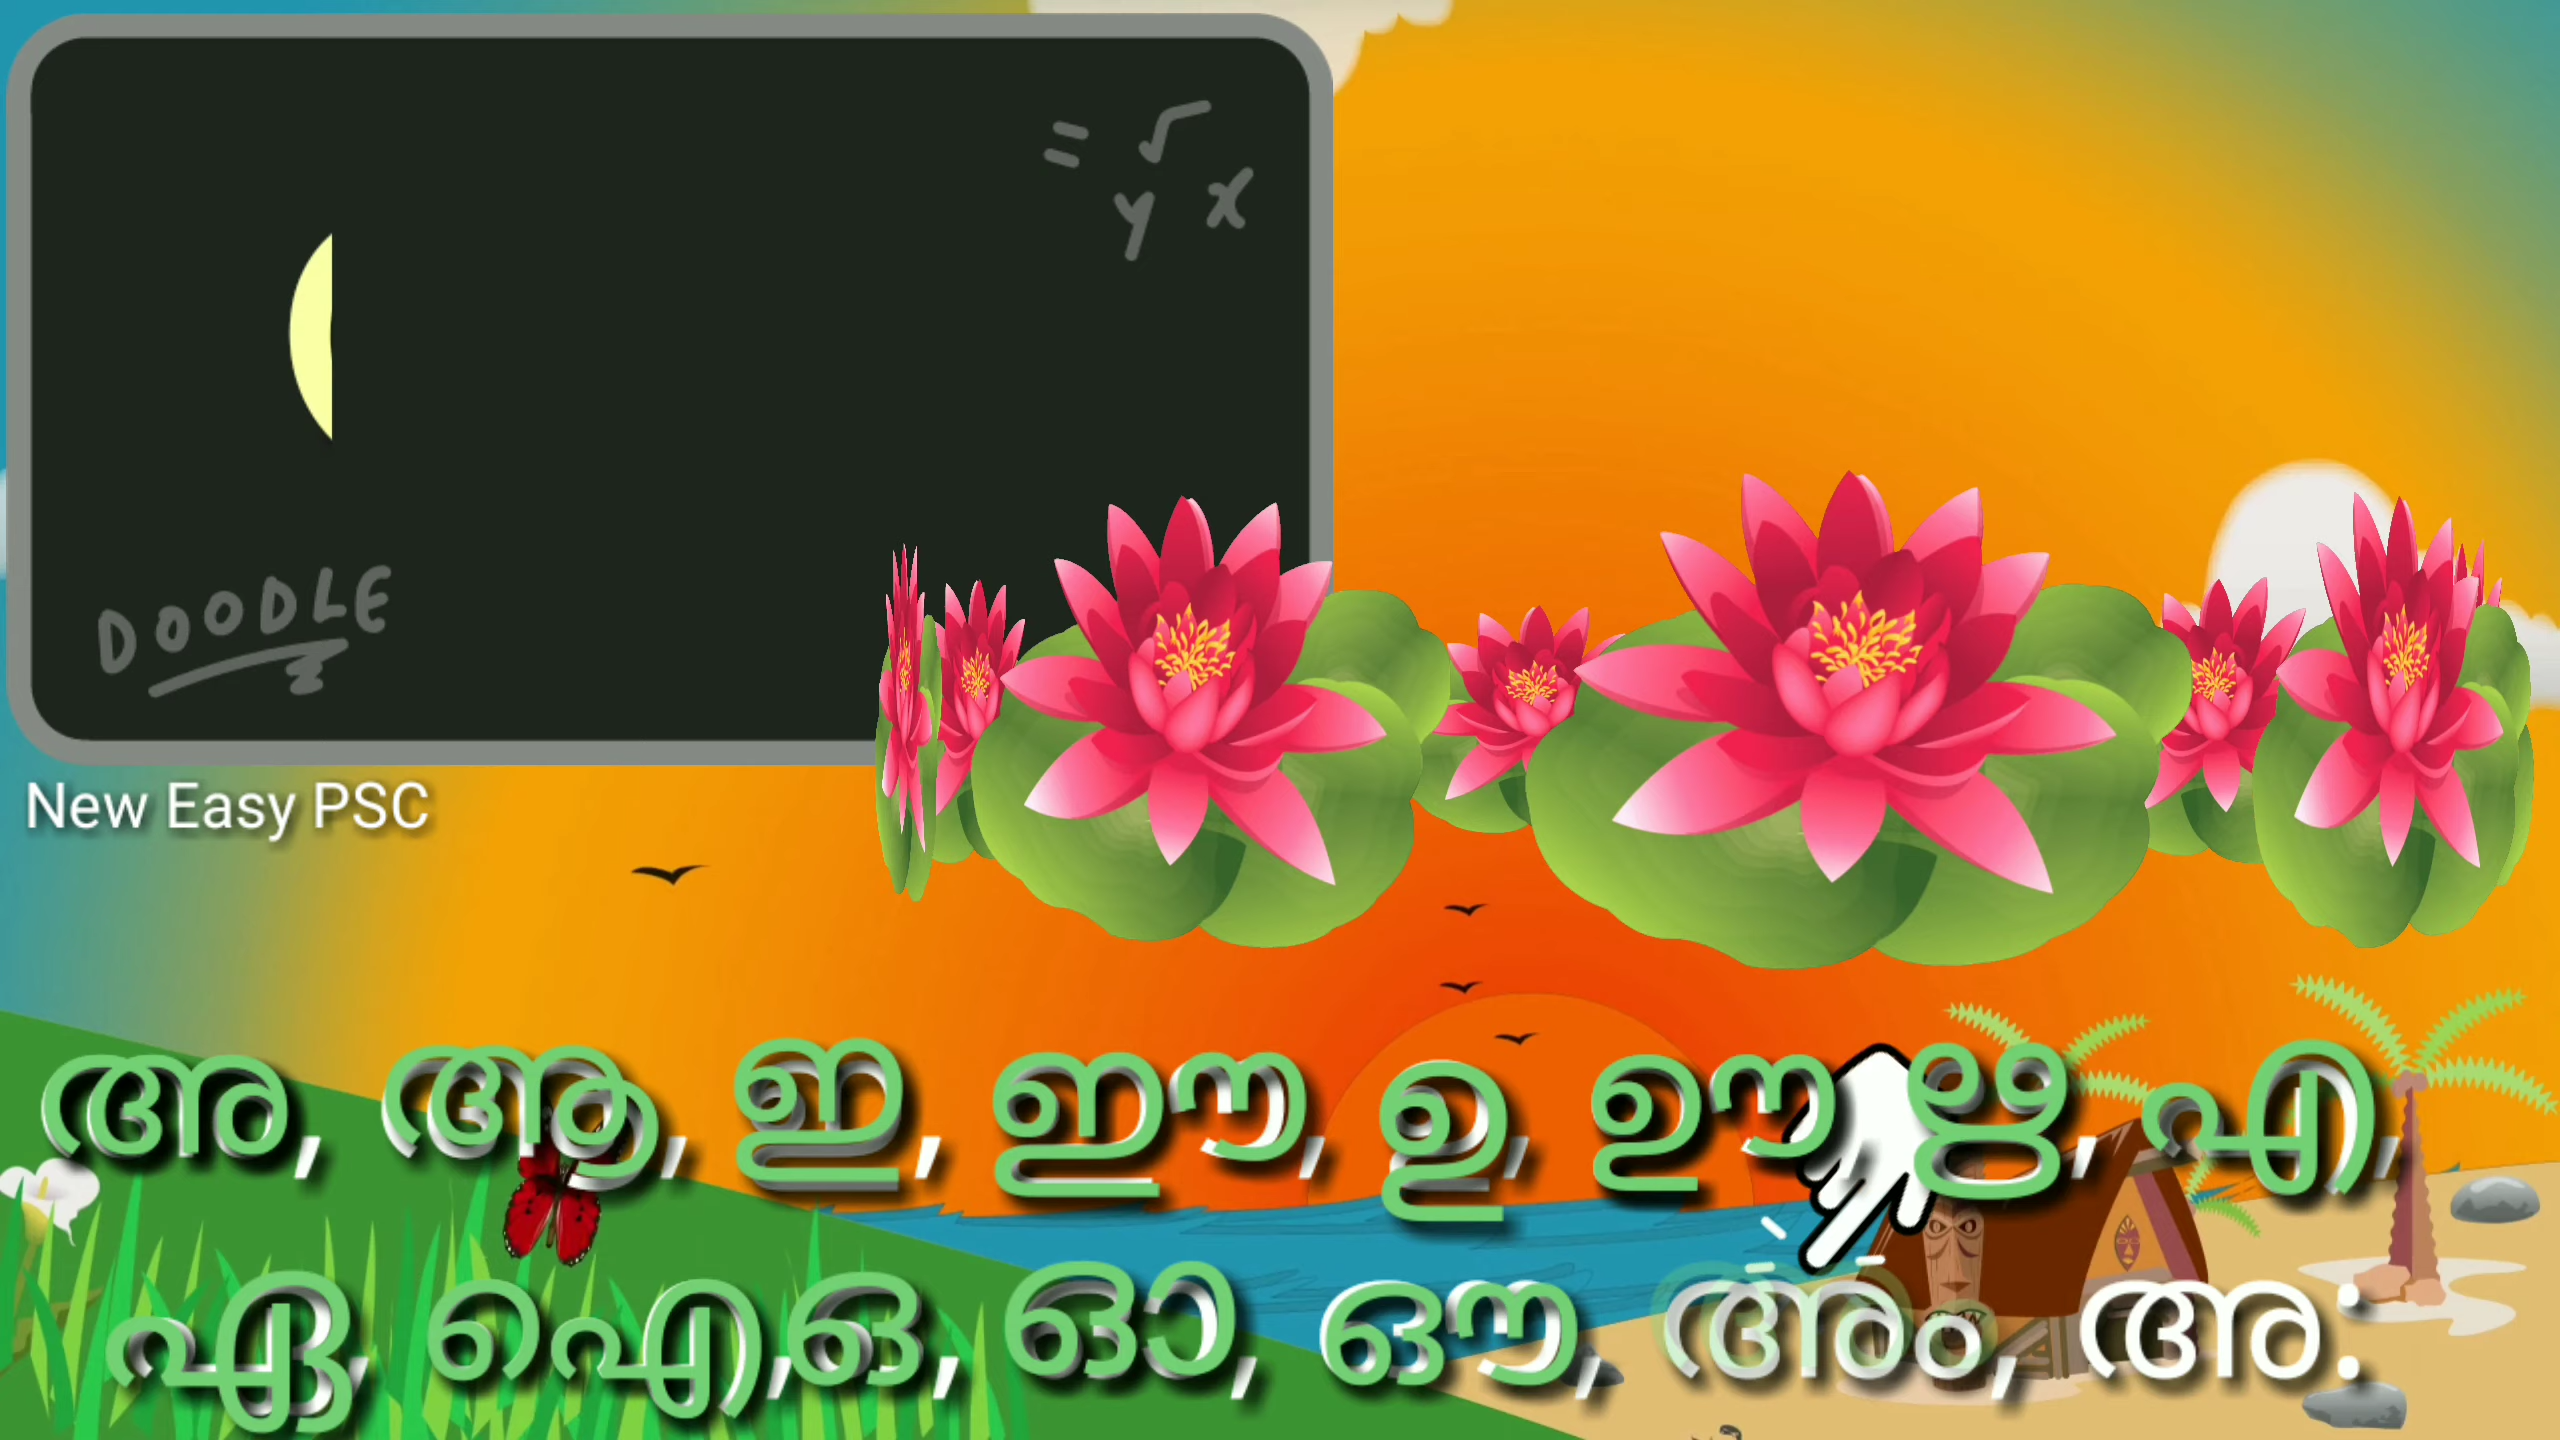 = √
y x
DOODLE
New Easy PSC
അ, ആ, ഇ, ഈ, ഉ, ഊ, ഋ, എ,
ഏ, ഐ,ഒ, ഓ, ഔ, അം, അ: